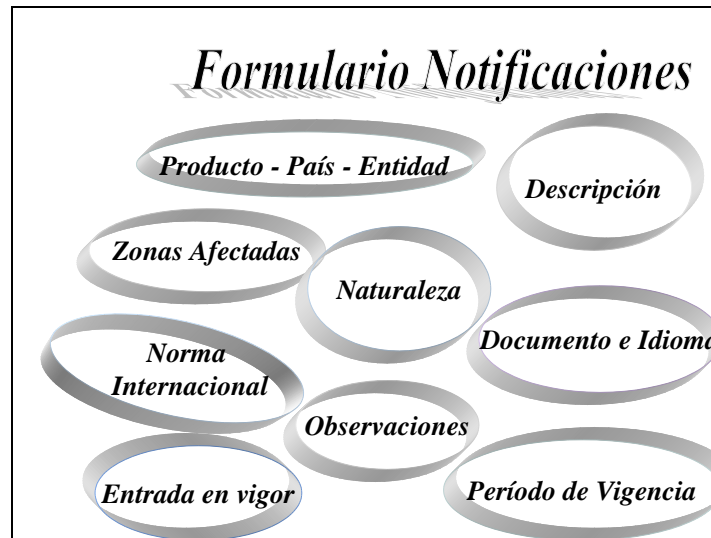 Formulario Notificaciones
Producto - País - Entidad
Descripción
Zonas Afectadas
Naturaleza
Documento e Idioma
Norma
Internacional
Observaciones
Entrada en vigor
Período de Vigencia